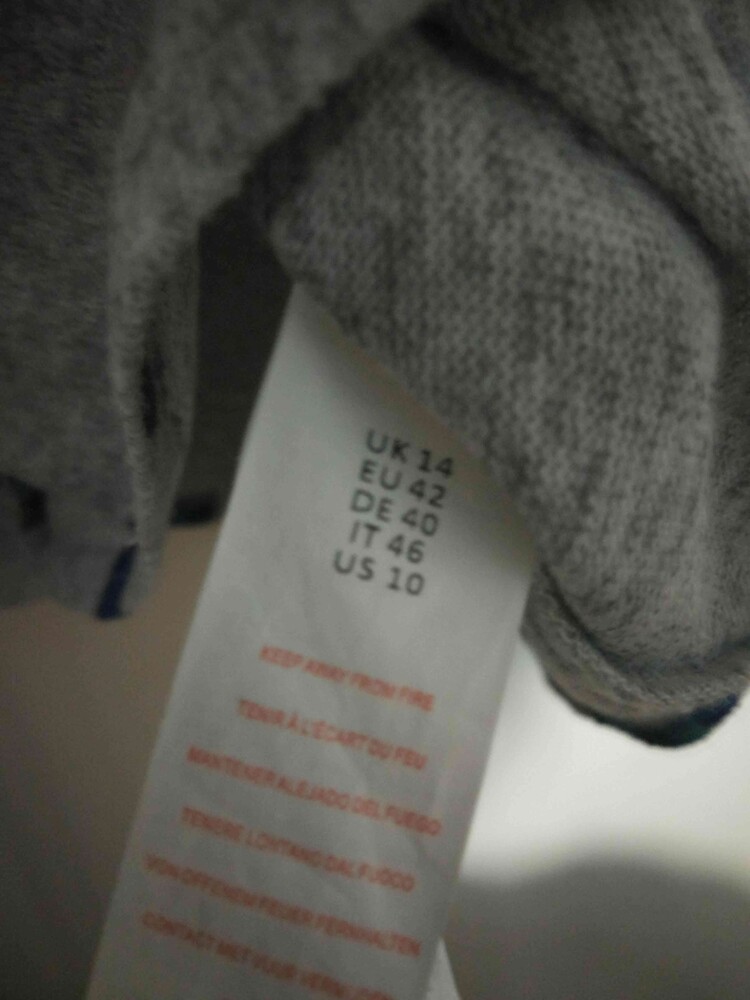 UK 14
EU 42
DE 40
IT 46
US 10
KEEP AWAY FROM FIRE
TENIR À L'ÉCART DU FEU
MANTENER ALEJADO DEL FUEGO
TENERE LONTANO DAL FUOCO
VON OFFENEM FEUER FERNHALTEN
CONTACT MET VUUR VERMIJDEN